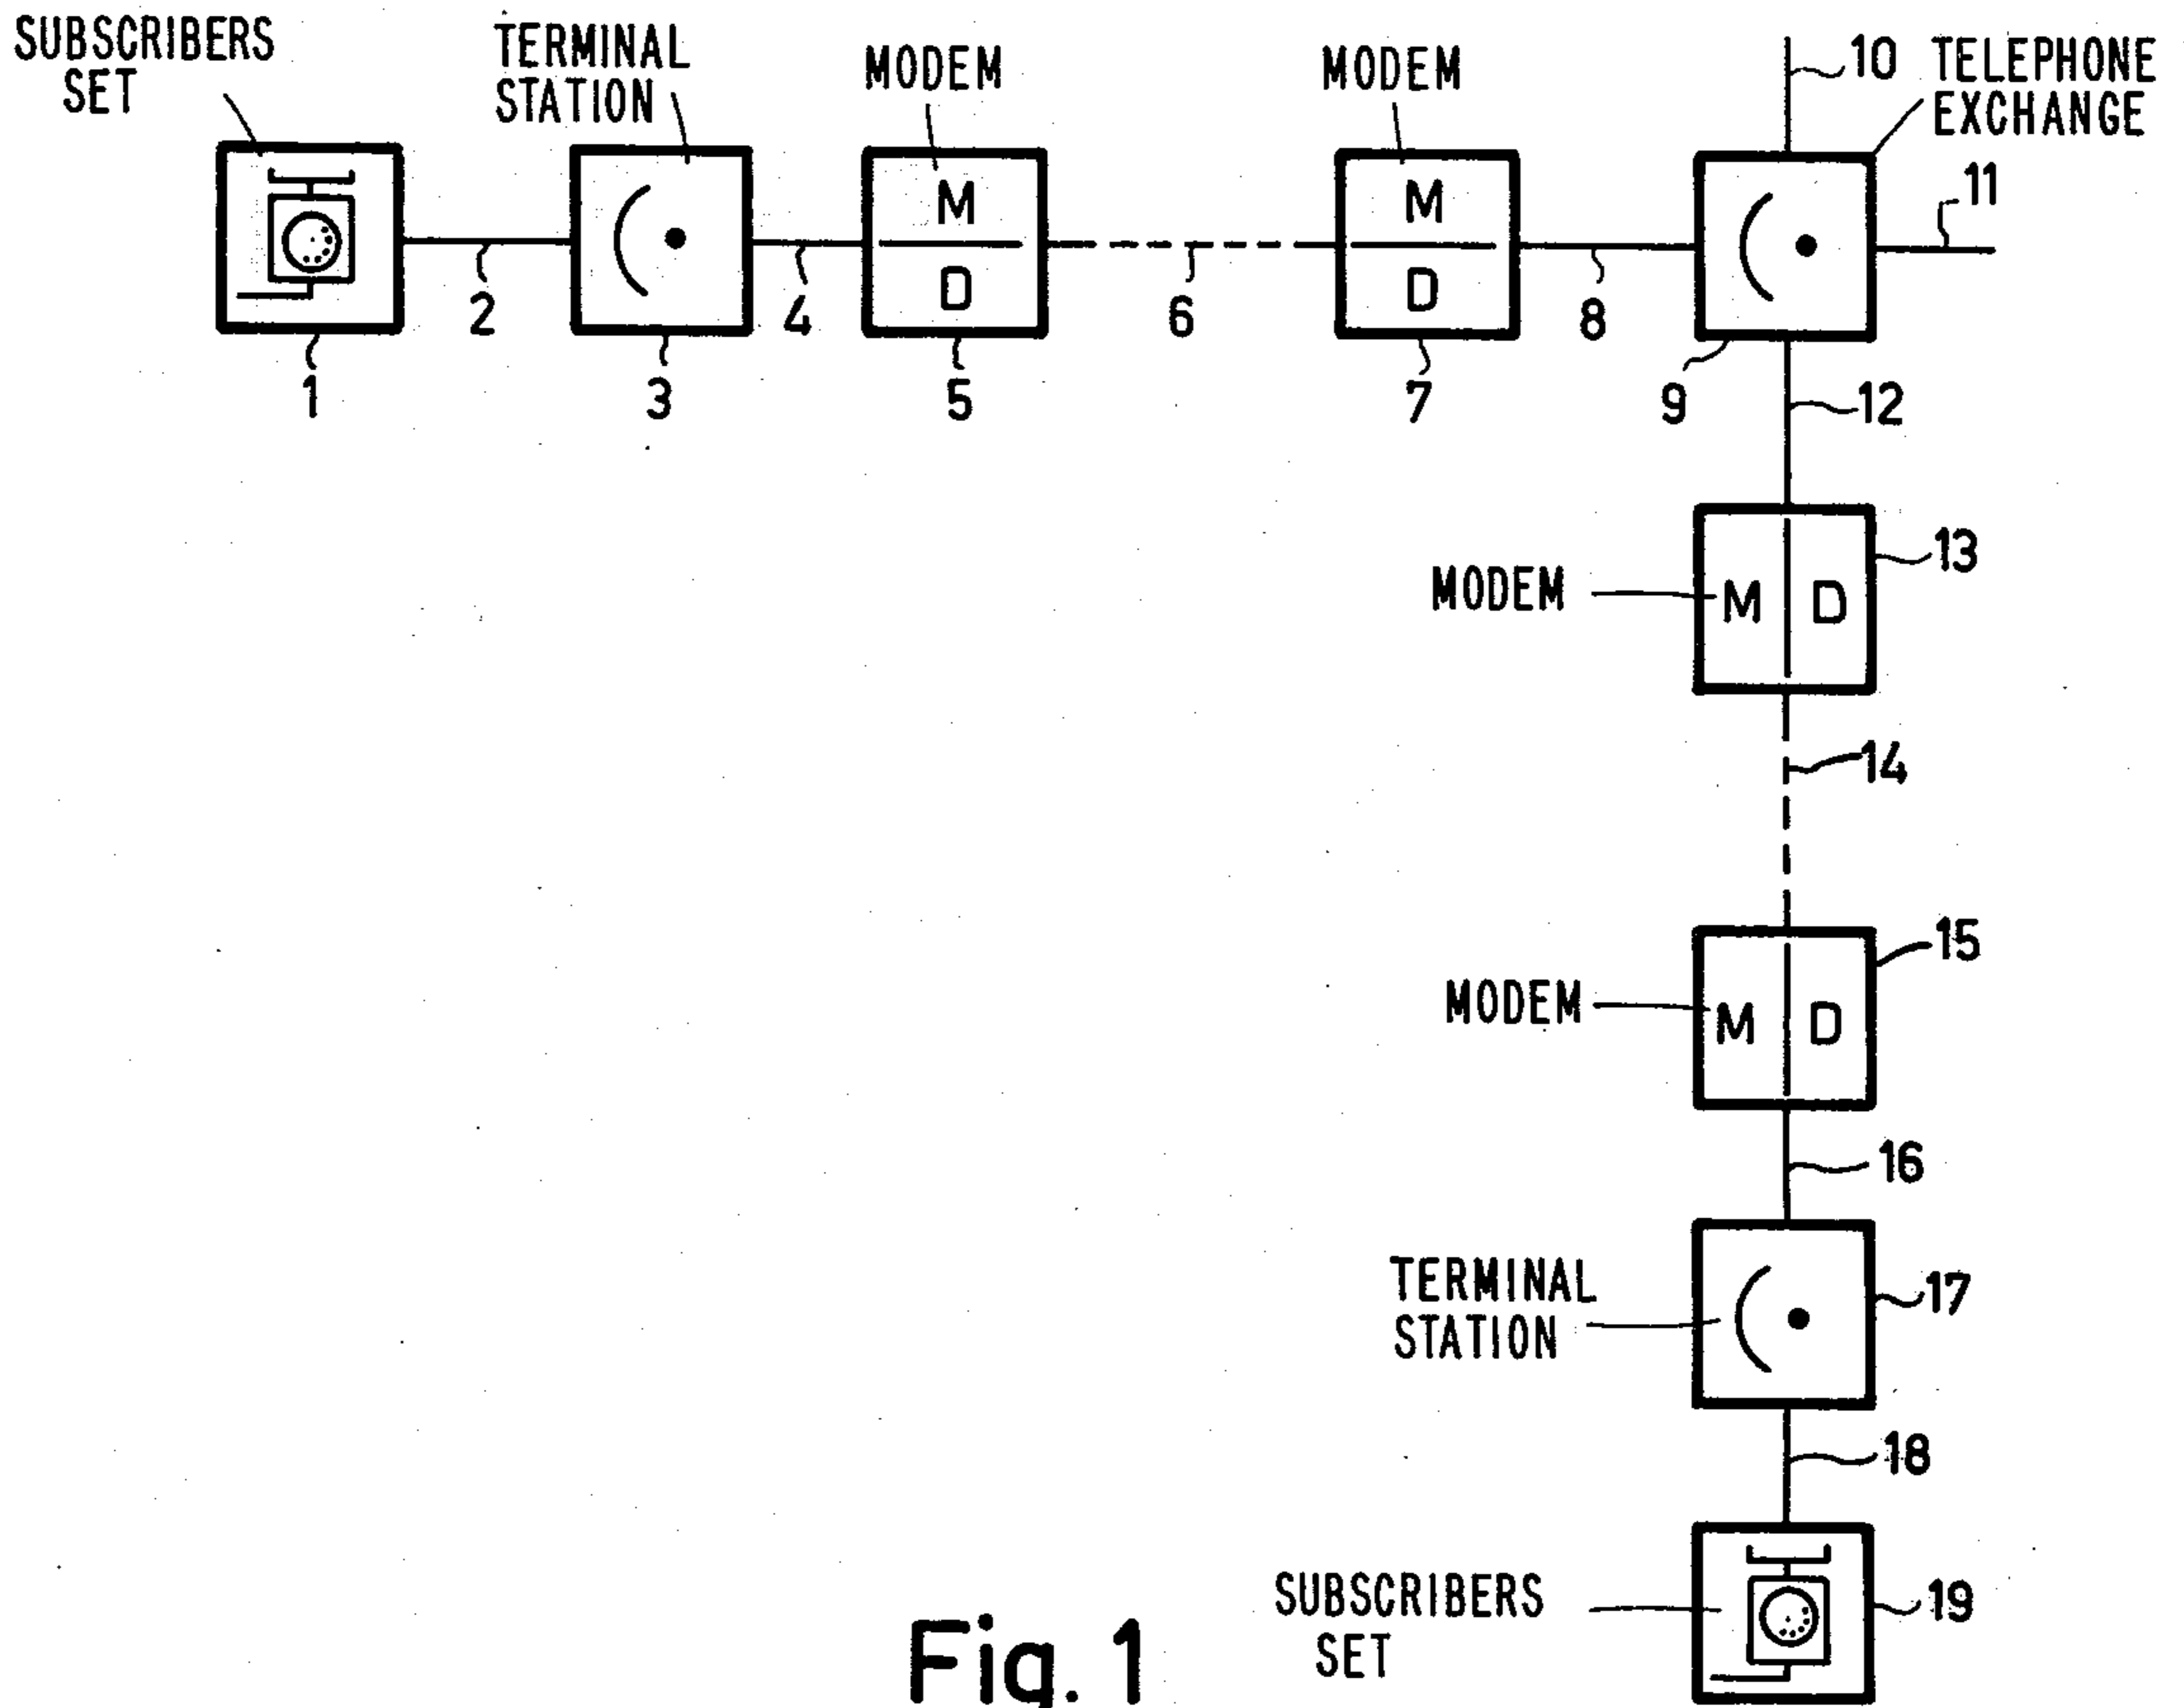 SUBSCRIBERS
SET
TERMINAL
STATION
MODEM
MODEM
10
TELEPHONE
EXCHANGE
11
M
D
M
D
2
4
6
8
1
3
5
7
9
12
13
MODEM
M
D
14
15
MODEM
M
D
16
TERMINAL
STATION
17
18
SUBSCRIBERS
SET
19
Fig. 1